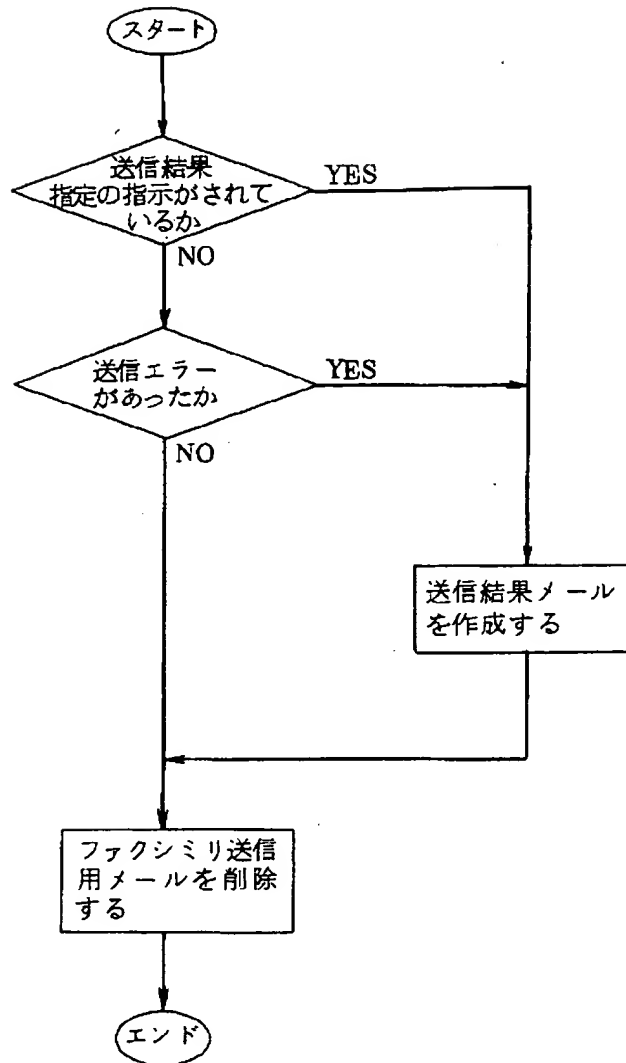 スタート
送信結果
指定の指示がされて
いるか
YES
NO
送信エラー
があったか
YES
NO
送信結果メール
を作成する
ファクシミリ送信
用メールを削除
する
エンド